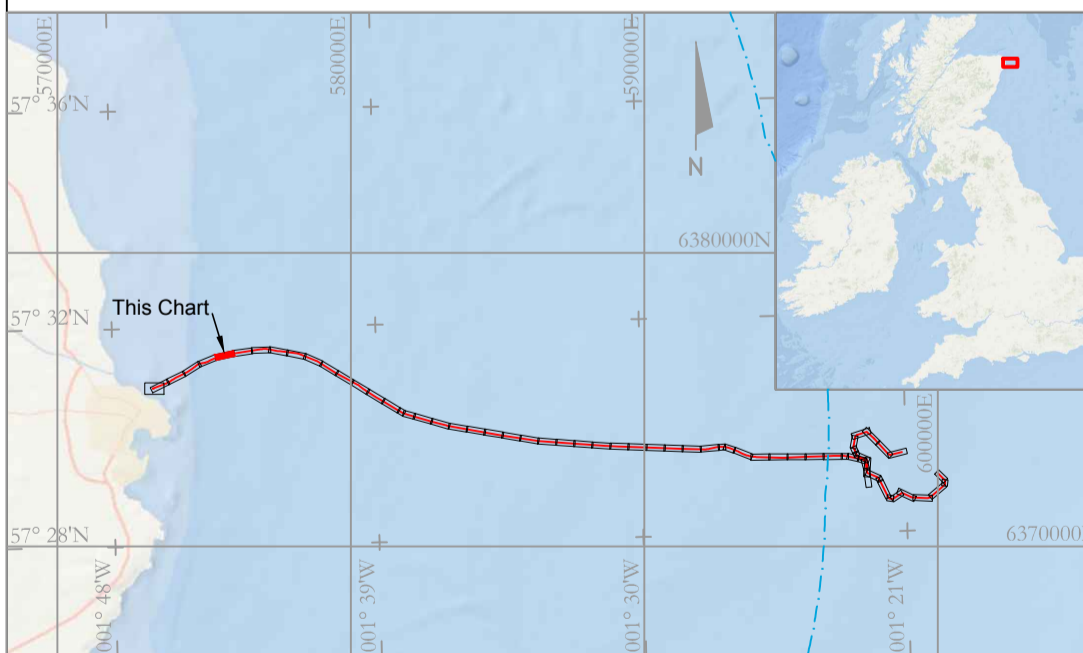 570000E
580000E
590000E
57° 36'N
N
6380000N
This Chart
57° 32'N
600000E
57° 28'N
6370000
001° 48'W
001° 39'W
001° 30'W
001° 21'W